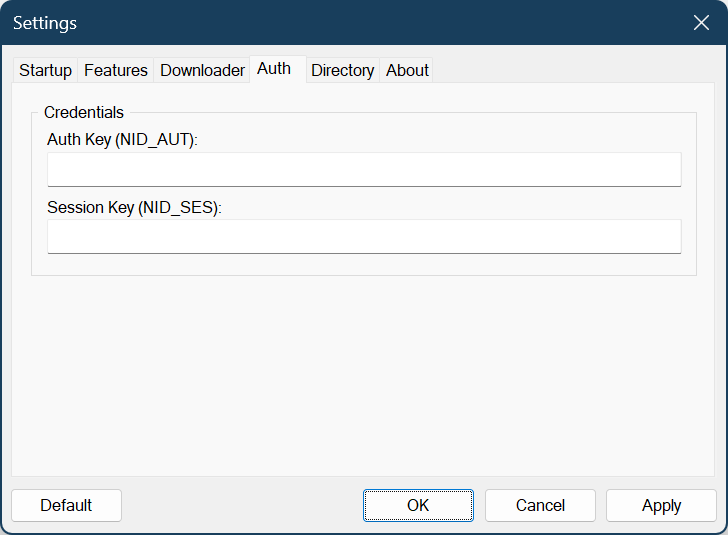 Settings
Startup Features Downloader Auth Directory About
Credentials
Auth Key (NID_AUT):
Session Key (NID_SES):
Default OK Cancel Apply